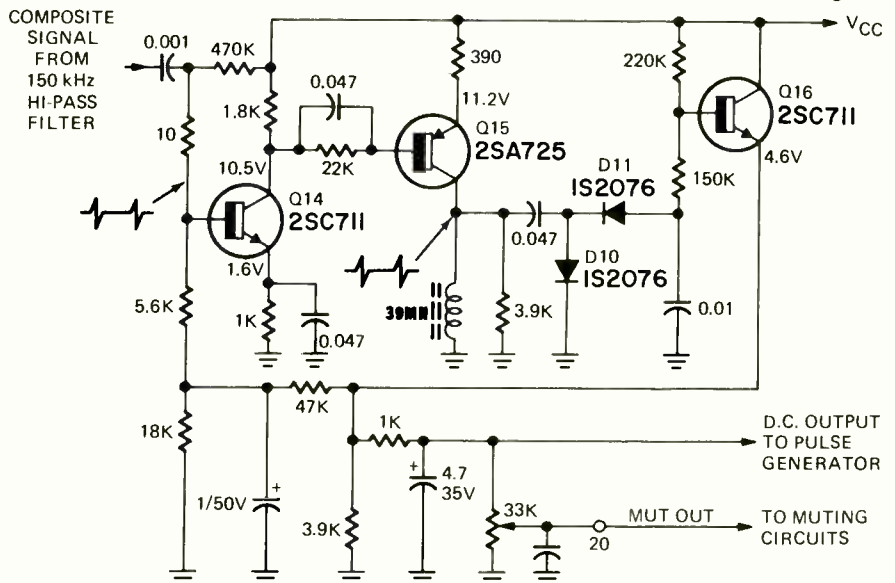 COMPOSITE
SIGNAL
FROM
150 kHz
HI-PASS
FILTER
0.001
470K
VCC
390
220K
Q16
2SC711
4.6V
10
1.8K
0.047
11.2V
Q15
2SA725
22K
10.5V
Q14
2SC711
1.6V
D11
1S2076
150K
0.047
D10
1S2076
5.6K
1K
0.047
39MH
3.9K
0.01
47K
18K
1K
D.C. OUTPUT
TO PULSE
GENERATOR
1/50V
+
3.9K
+
4.7
35V
33K
MUT OUT
20
TO MUTING
CIRCUITS